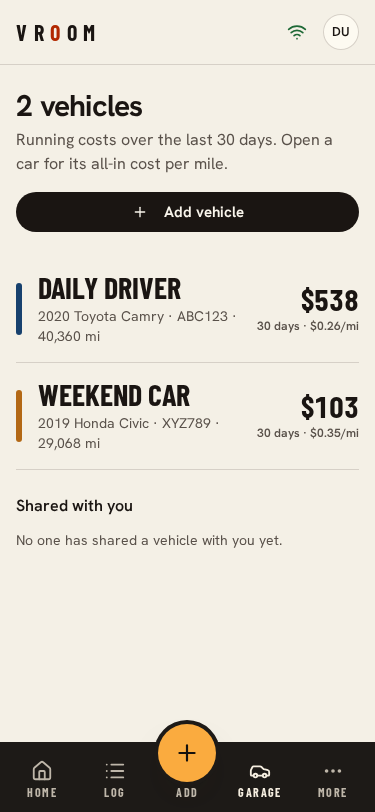 VROOM
DU
2 vehicles
Running costs over the last 30 days. Open a
car for its all-in cost per mile.
+ Add vehicle
DAILY DRIVER
2020 Toyota Camry · ABC123 ·
40,360 mi
$538
30 days · $0.26/mi
WEEKEND CAR
2019 Honda Civic · XYZ789 ·
29,068 mi
$103
30 days · $0.35/mi
Shared with you
No one has shared a vehicle with you yet.
HOME
LOG
ADD
GARAGE
MORE